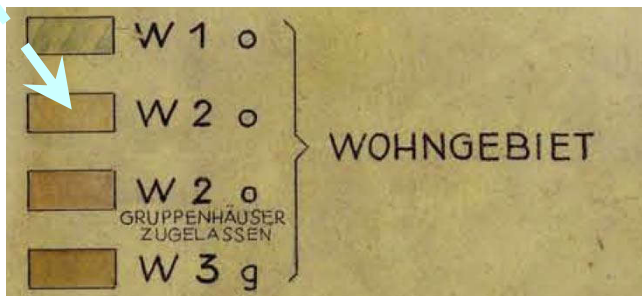 W 1 o
W 2 o
W 2 o
GRUPPENHÄUSER
ZUGELASSEN
W 3 g
WOHNGEBIET